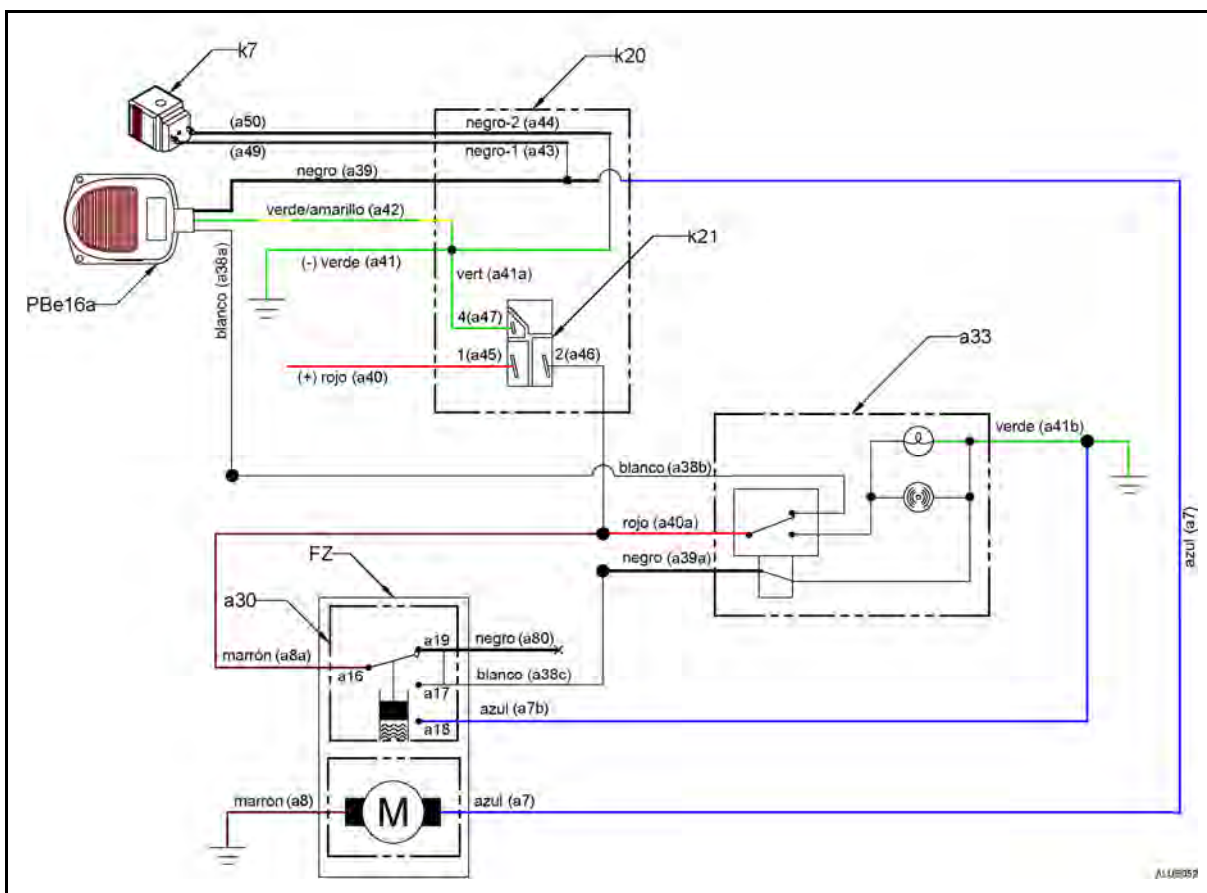 k7
k20
(a50)
negro-2 (a44)
(a49)
negro-1 (a43)
negro (a39)
verde/amarillo (a42)
k21
(-) verde (a41)
vert (a41a)
PBe16a
blanco (a38a)
4(a47)
a33
1(a45)
2(a46)
(+) rojo (a40)
verde (a41b)
blanco (a38b)
rojo (a40a)
azul (a7)
FZ
negro (a39a)
a30
a19
negro (a80)
marrón (a8a)
a16
blanco (a38c)
a17
azul (a7b)
a18
marrón (a8)
M
azul (a7)